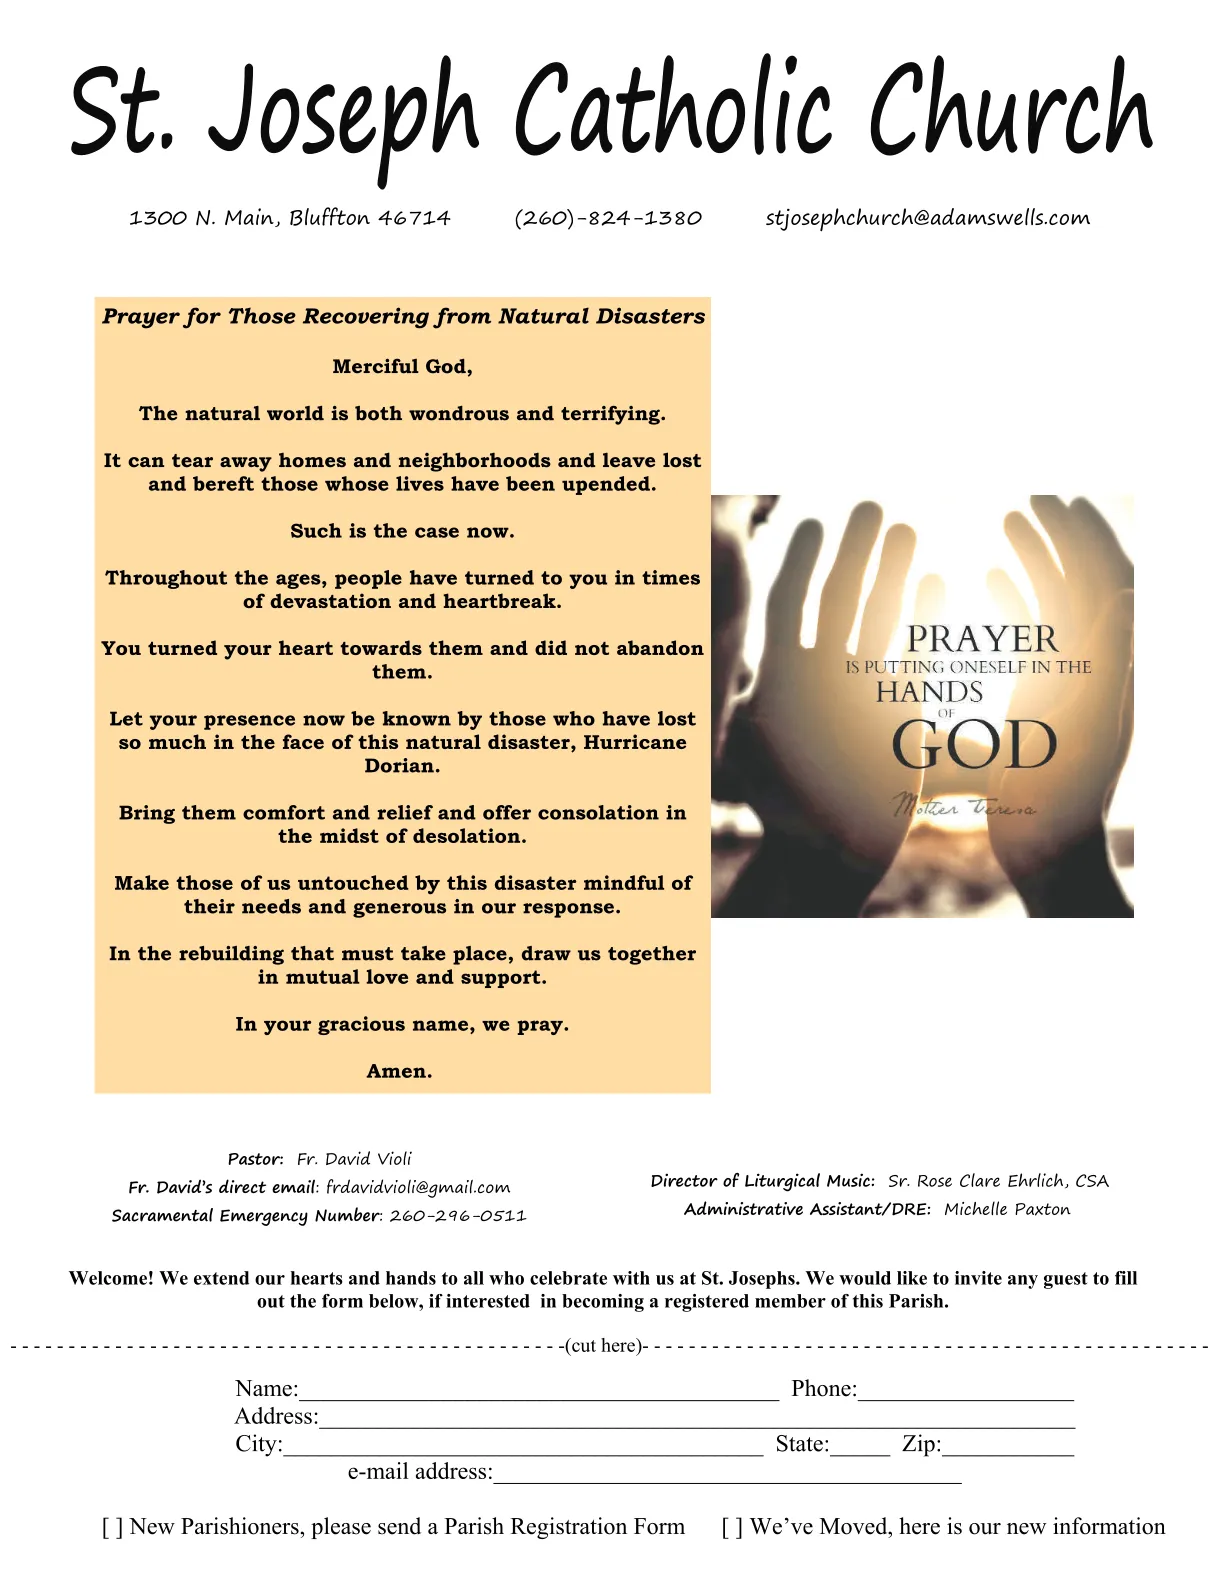 St. Joseph Catholic Church
1300 N. Main, Bluffton 46714 (260)-824-1380 stjosephchurch@adamswells.com
Prayer for Those Recovering from Natural Disasters
Merciful God,
The natural world is both wondrous and terrifying.
It can tear away homes and neighborhoods and leave lost
and bereft those whose lives have been upended.
Such is the case now.
Throughout the ages, people have turned to you in times
of devastation and heartbreak.
You turned your heart towards them and did not abandon
them.
Let your presence now be known by those who have lost
so much in the face of this natural disaster, Hurricane
Dorian.
Bring them comfort and relief and offer consolation in
the midst of desolation.
Make those of us untouched by this disaster mindful of
their needs and generous in our response.
In the rebuilding that must take place, draw us together
in mutual love and support.
In your gracious name, we pray.
Amen.
PRAYER
IS PUTTING ONESELF IN THE
HANDS
OF
GOD
Mother Teresa
Pastor: Fr. David Violi
Fr. David's direct email: frdavidvioli@gmail.com
Sacramental Emergency Number: 260-296-0511
Director of Liturgical Music: Sr. Rose Clare Ehrlich, CSA
Administrative Assistant/DRE: Michelle Paxton
Welcome! We extend our hearts and hands to all who celebrate with us at St. Josephs. We would like to invite any guest to fill
out the form below, if interested in becoming a registered member of this Parish.
- - - - - - - - - - - - - - - - - - - - - - - - - - - - - - - - - - - - - - - - - - - - - - - -(cut here)- - - - - - - - - - - - - - - - - - - - - - - - - - - - - - - - - - - - - - - - - - - - - - - - -
Name:________________________________________ Phone:__________________
Address:_______________________________________________________________
City:________________________________________ State:_____ Zip:___________
e-mail address:_______________________________________
[ ] New Parishioners, please send a Parish Registration Form [ ] We've Moved, here is our new information